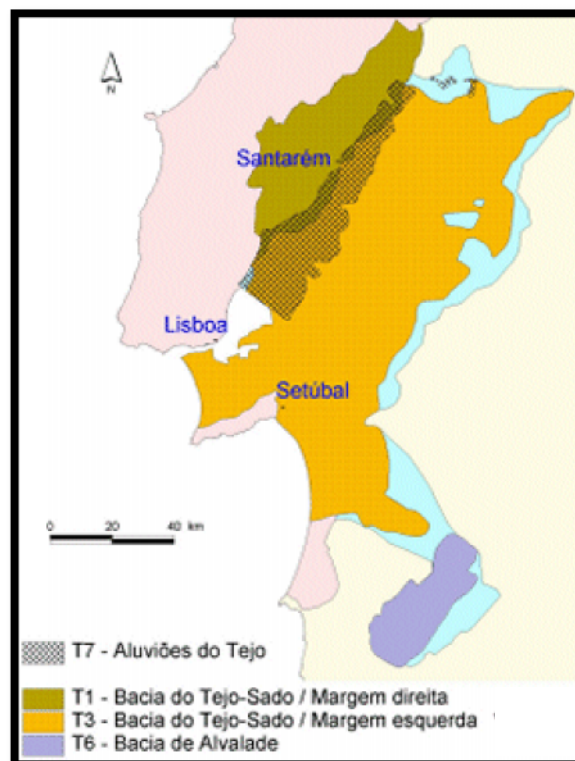 N
Santarém
Lisboa
Setúbal
0 20 40 km
T7 - Aluviões do Tejo
T1 - Bacia do Tejo-Sado / Margem direita
T3 - Bacia do Tejo-Sado / Margem esquerda
T6 - Bacia de Alvalade